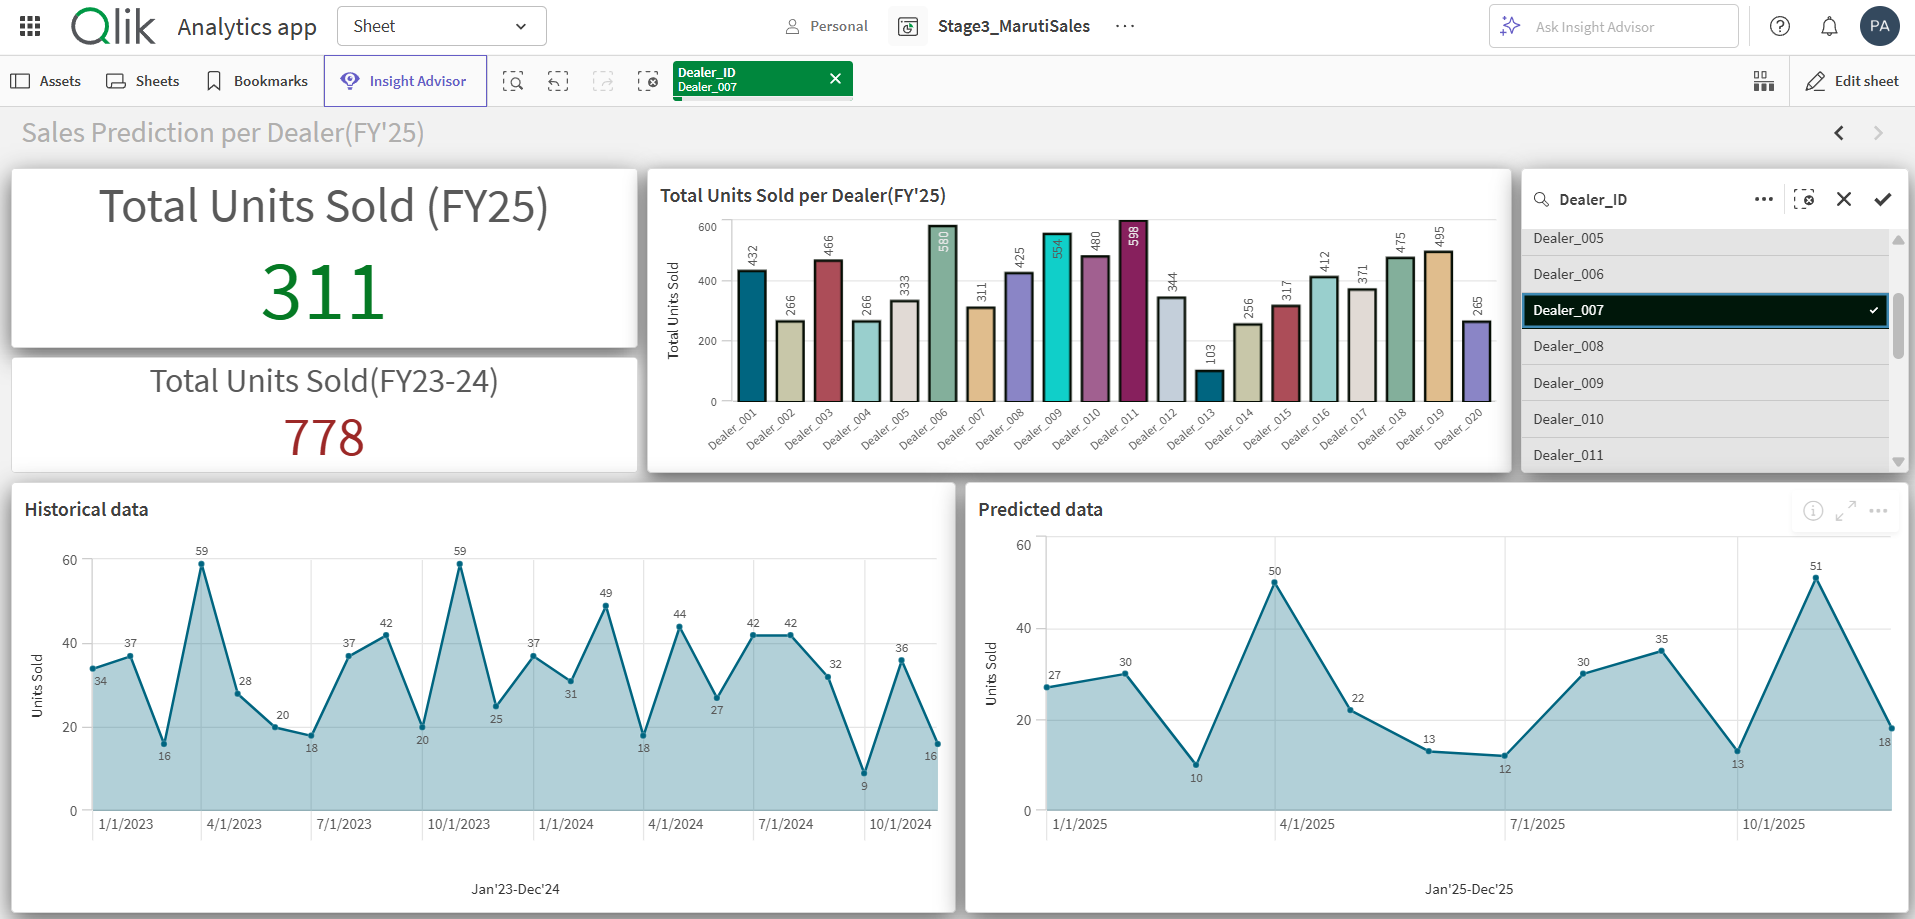 Qlik
Analytics app
Sheet
Personal
Stage3_MarutiSales
...
Ask Insight Advisor
?
PA
Assets
Sheets
Bookmarks
Insight Advisor
Dealer_ID
Dealer_007
Edit sheet
Sales Prediction per Dealer(FY'25)
Total Units Sold (FY25)
311
Total Units Sold(FY23-24)
778
Total Units Sold per Dealer(FY'25)
Total Units Sold
600
400
200
0
432
266
466
266
333
580
311
425
554
480
598
344
103
256
317
412
371
475
495
265
Dealer_001
Dealer_002
Dealer_003
Dealer_004
Dealer_005
Dealer_006
Dealer_007
Dealer_008
Dealer_009
Dealer_010
Dealer_011
Dealer_012
Dealer_013
Dealer_014
Dealer_015
Dealer_016
Dealer_017
Dealer_018
Dealer_019
Dealer_020
Dealer_ID
Dealer_005
Dealer_006
Dealer_007
Dealer_008
Dealer_009
Dealer_010
Dealer_011
Historical data
Units Sold
60
40
20
0
34
37
16
59
28
20
18
37
42
20
59
25
37
31
49
18
44
27
42
42
32
9
36
16
1/1/2023
4/1/2023
7/1/2023
10/1/2023
1/1/2024
4/1/2024
7/1/2024
10/1/2024
Jan'23-Dec'24
Predicted data
Units Sold
60
40
20
0
27
30
10
50
22
13
12
30
35
13
51
18
1/1/2025
4/1/2025
7/1/2025
10/1/2025
Jan'25-Dec'25